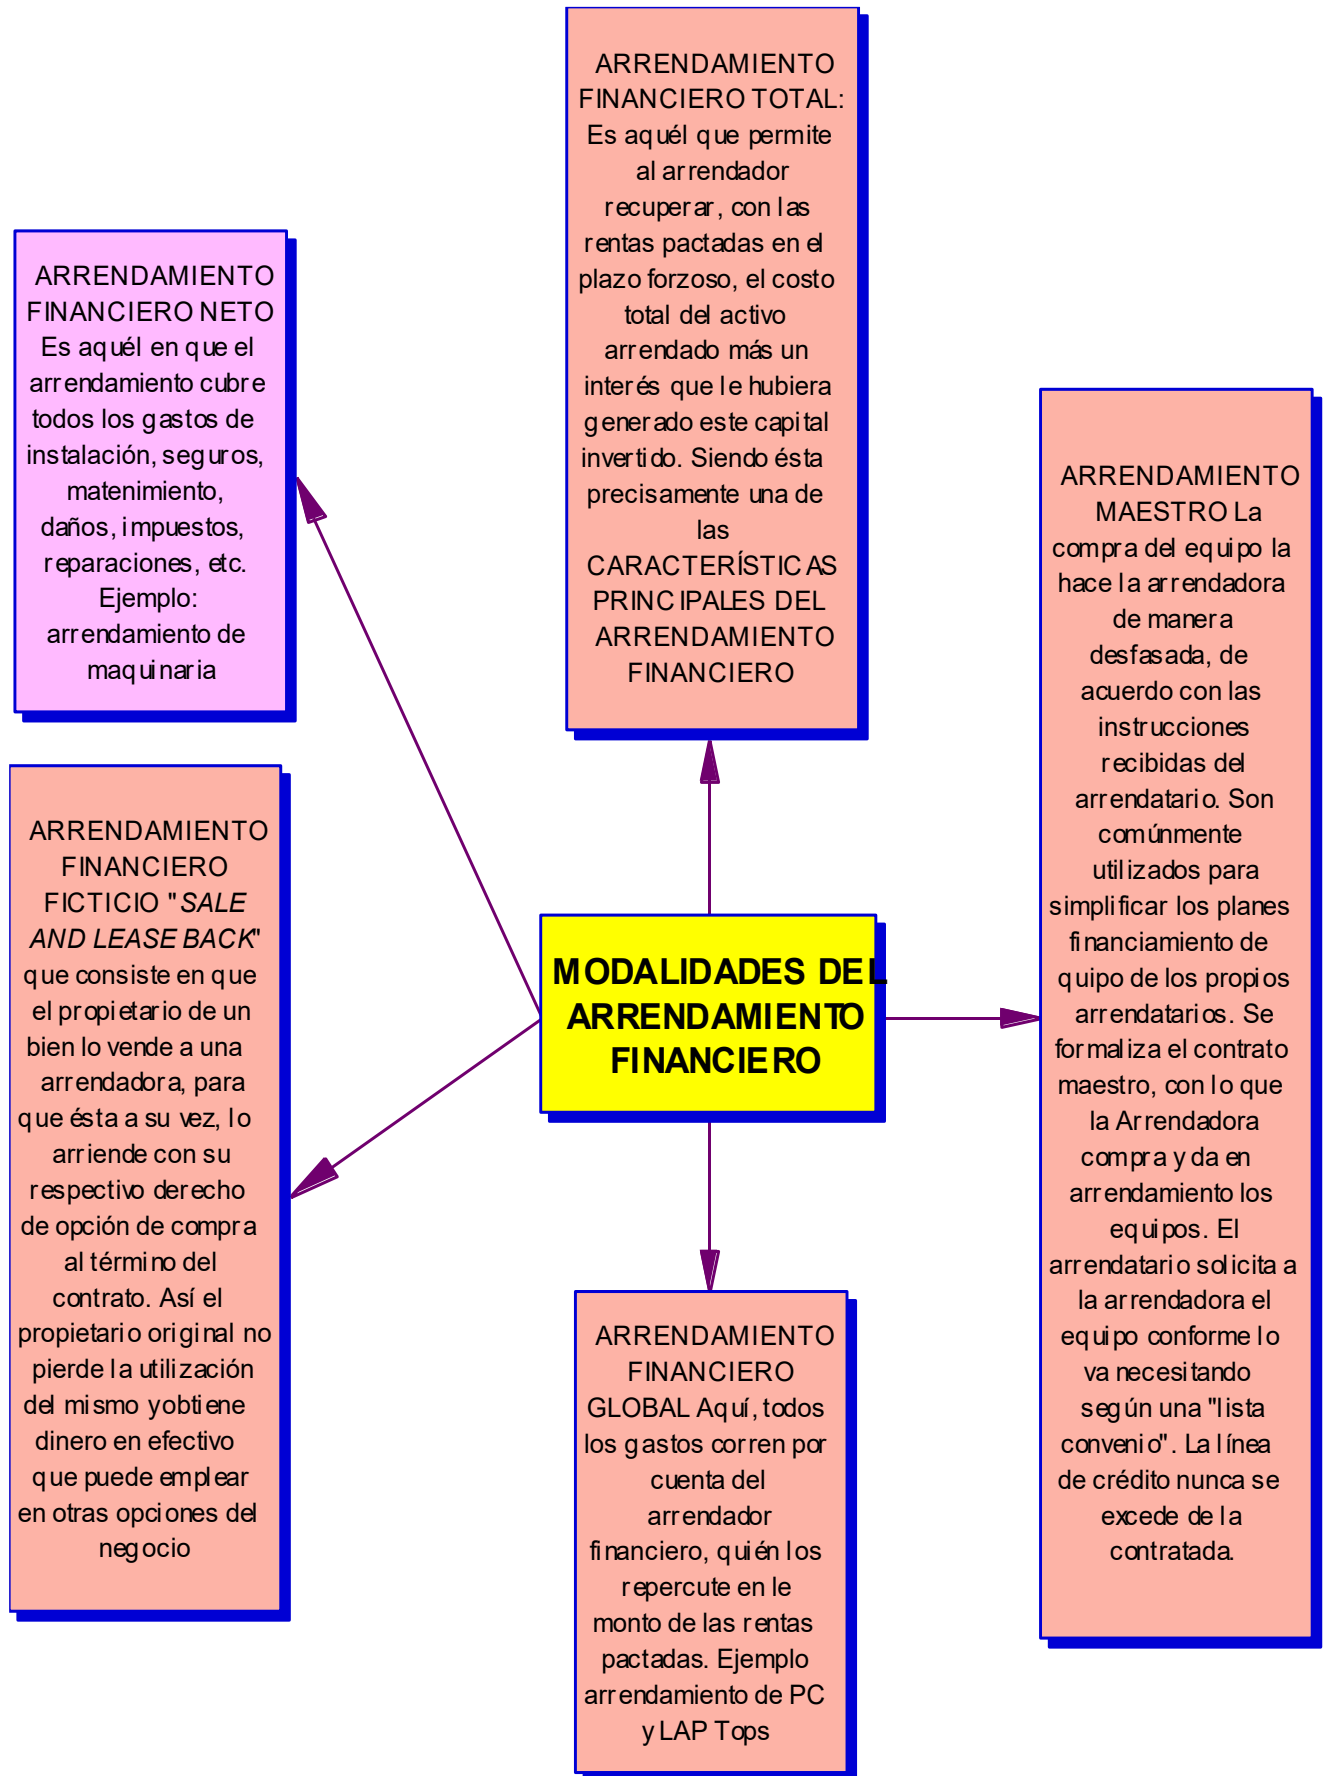 ARRENDAMIENTO
FINANCIERO TOTAL:
Es aquél que permite
al arrendador
recuperar, con las
rentas pactadas en el
plazo forzoso, el costo
total del activo
arrendado más un
interés que le hubiera
generado este capital
invertido. Siendo ésta
precisamente una de
las
CARACTERÍSTICAS
PRINCIPALES DEL
ARRENDAMIENTO
FINANCIERO
ARRENDAMIENTO
FINANCIERO NETO
Es aquél en que el
arrendamiento cubre
todos los gastos de
instalación, seguros,
matenimiento,
daños, impuestos,
reparaciones, etc.
Ejemplo:
arrendamiento de
maquinaria
ARRENDAMIENTO
MAESTRO La
compra del equipo la
hace la arrendadora
de manera
desfasada, de
acuerdo con las
instrucciones
recibidas del
arrendatario. Son
comúnmente
utilizados para
simplificar los planes
financiamiento de
quipo de los propios
arrendatarios. Se
formaliza el contrato
maestro, con lo que
la Arrendadora
compra y da en
arrendamiento los
equipos. El
arrendatario solicita a
la arrendadora el
equipo conforme lo
va necesitando
según una "lista
convenio". La línea
de crédito nunca se
excede de la
contratada.
ARRENDAMIENTO
FINANCIERO
FICTICIO "SALE
AND LEASE BACK"
que consiste en que
el propietario de un
bien lo vende a una
arrendadora, para
que ésta a su vez, lo
arriende con su
respectivo derecho
de opción de compra
al término del
contrato. Así el
propietario original no
pierde la utilización
del mismo yobtiene
dinero en efectivo
que puede emplear
en otras opciones del
negocio
MODALIDADES DEL
ARRENDAMIENTO
FINANCIERO
ARRENDAMIENTO
FINANCIERO
GLOBAL Aquí, todos
los gastos corren por
cuenta del
arrendador
financiero, quién los
repercute en le
monto de las rentas
pactadas. Ejemplo
arrendamiento de PC
y LAP Tops